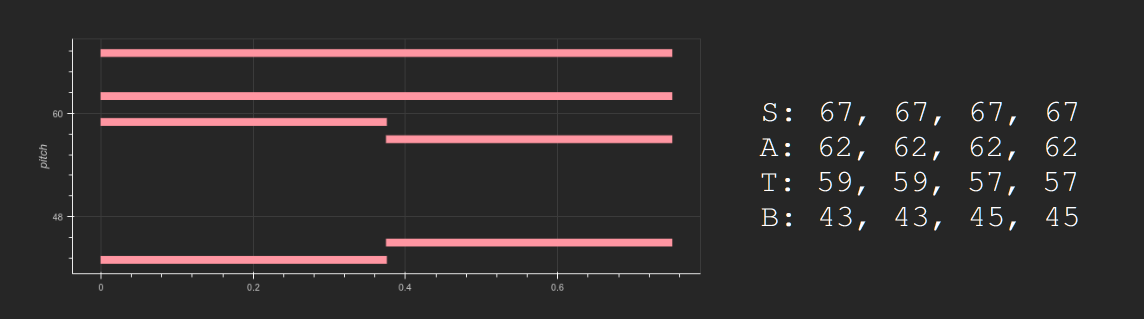 60
48
pitch
0 0.2 0.4 0.6
S: 67, 67, 67, 67
A: 62, 62, 62, 62
T: 59, 59, 57, 57
B: 43, 43, 45, 45